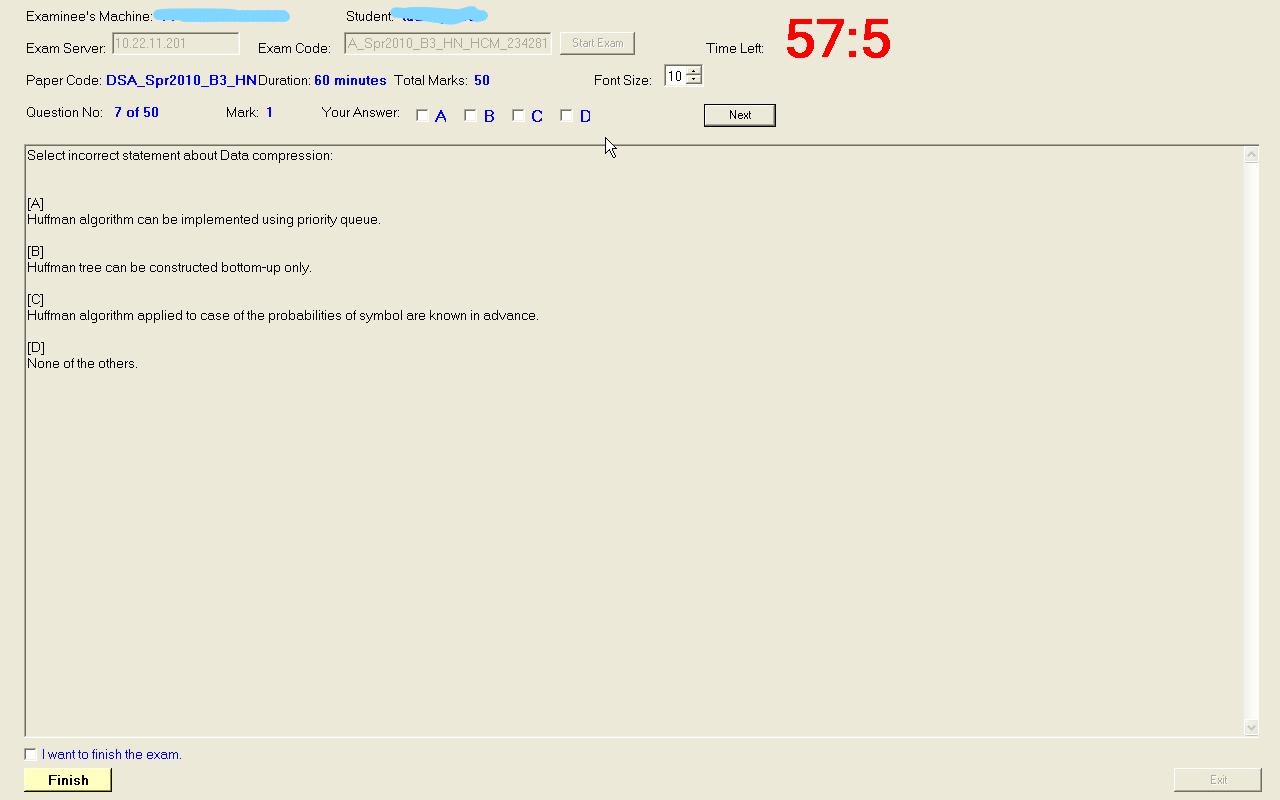 Examinee's Machine: Student:
Exam Server: 10.22.11.201 Exam Code: A_Spr2010_B3_HN_HCM_234281 Start Exam Time Left: 57:5
Paper Code: DSA_Spr2010_B3_HN Duration: 60 minutes Total Marks: 50 Font Size: 10
Question No: 7 of 50 Mark: 1 Your Answer: A B C D Next
Select incorrect statement about Data compression:
[A]
Huffman algorithm can be implemented using priority queue.
[B]
Huffman tree can be constructed bottom-up only.
[C]
Huffman algorithm applied to case of the probabilities of symbol are known in advance.
[D]
None of the others.
I want to finish the exam.
Finish Exit